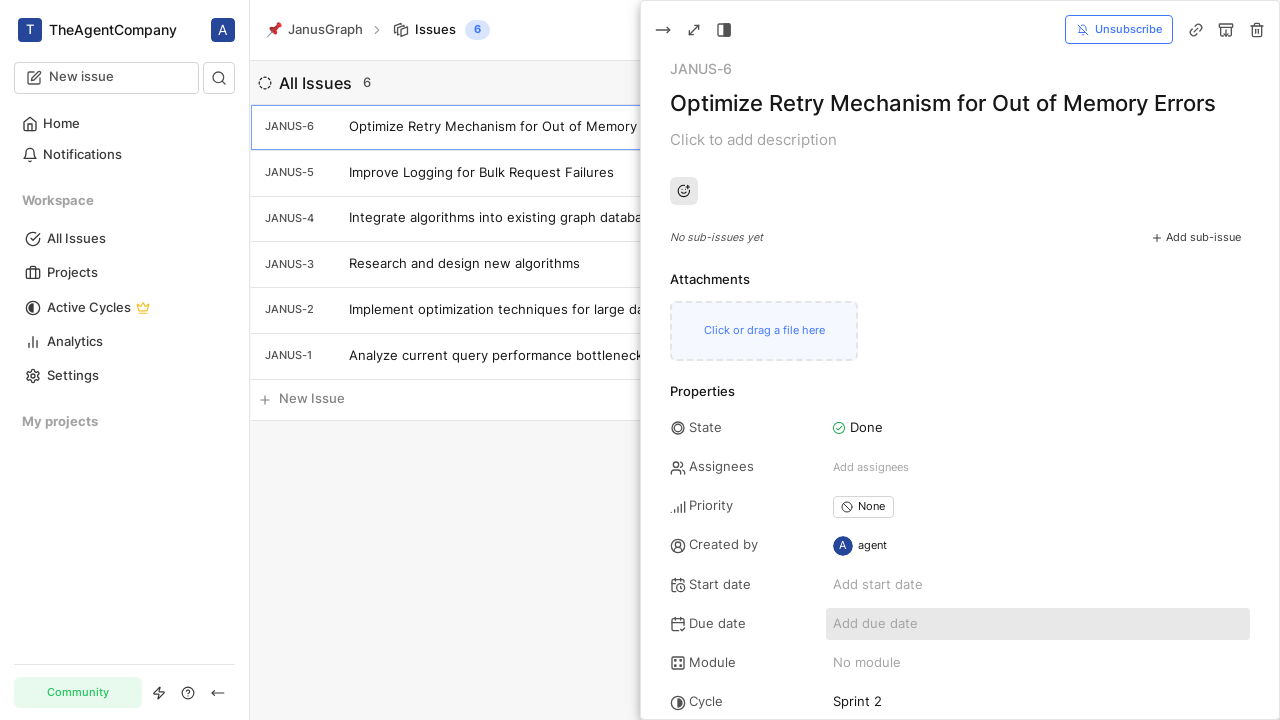 T TheAgentCompany A
New issue
Home
Notifications
Workspace
All Issues
Projects
Active Cycles
Analytics
Settings
My projects
Community
JanusGraph Issues 6
All Issues 6
JANUS-6 Optimize Retry Mechanism for Out of Memory
JANUS-5 Improve Logging for Bulk Request Failures
JANUS-4 Integrate algorithms into existing graph databa
JANUS-3 Research and design new algorithms
JANUS-2 Implement optimization techniques for large da
JANUS-1 Analyze current query performance bottleneck
New Issue
Unsubscribe
JANUS-6
Optimize Retry Mechanism for Out of Memory Errors
Click to add description
No sub-issues yet Add sub-issue
Attachments
Click or drag a file here
Properties
State Done
Assignees Add assignees
Priority None
Created by A agent
Start date Add start date
Due date Add due date
Module No module
Cycle Sprint 2